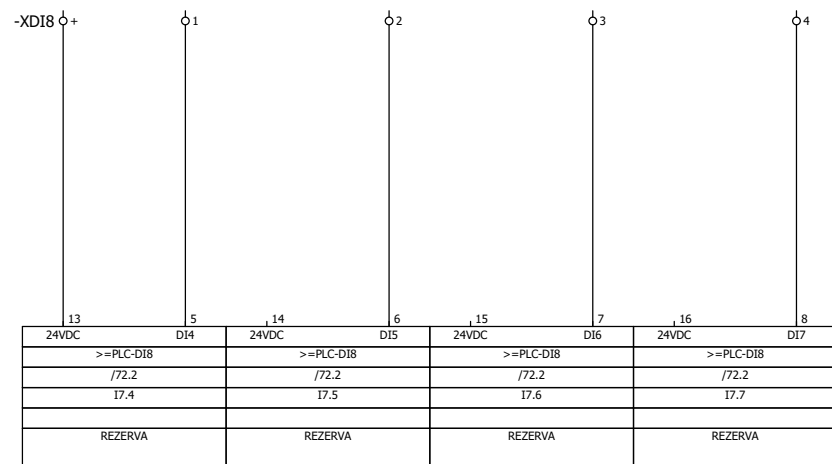 -XDI8 + 1 2 3 4
13 5 14 6 15 7 16 8
24VDC DI4 24VDC DI5 24VDC DI6 24VDC DI7
>=PLC-DI8 >=PLC-DI8 >=PLC-DI8 >=PLC-DI8
/72.2 /72.2 /72.2 /72.2
I7.4 I7.5 I7.6 I7.7
REZERVA REZERVA REZERVA REZERVA